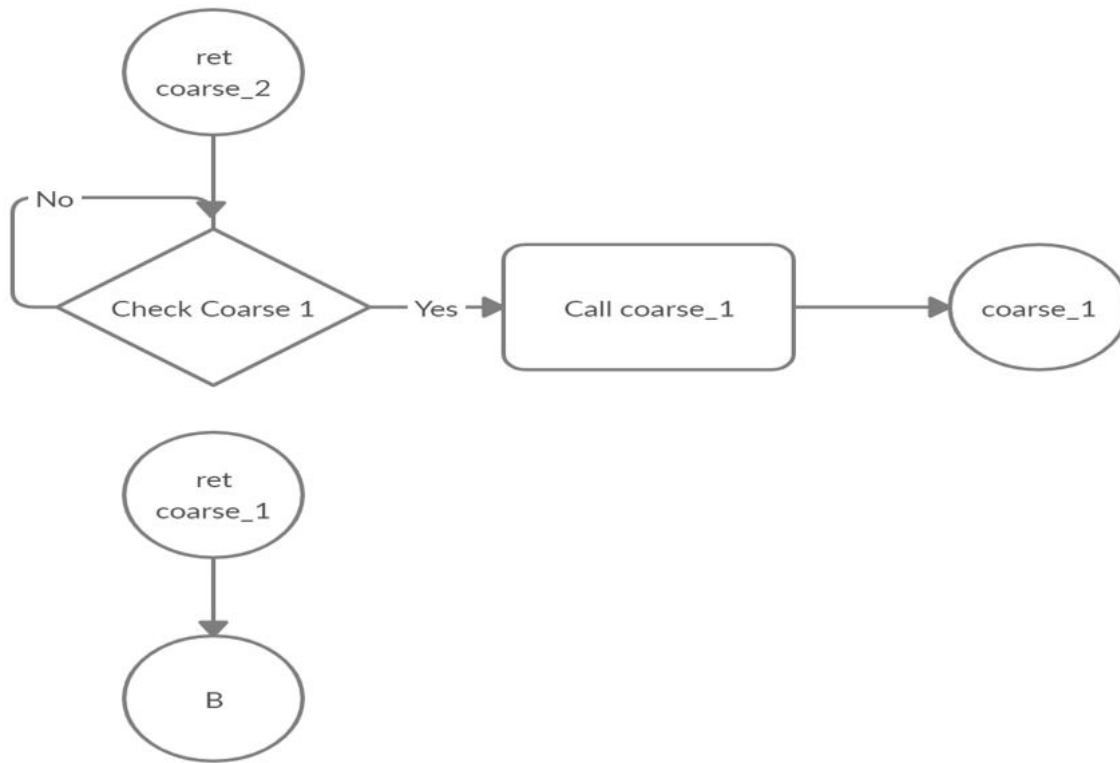 ret
coarse_2
No
Check Coarse 1
Yes
Call coarse_1
coarse_1
ret
coarse_1
B